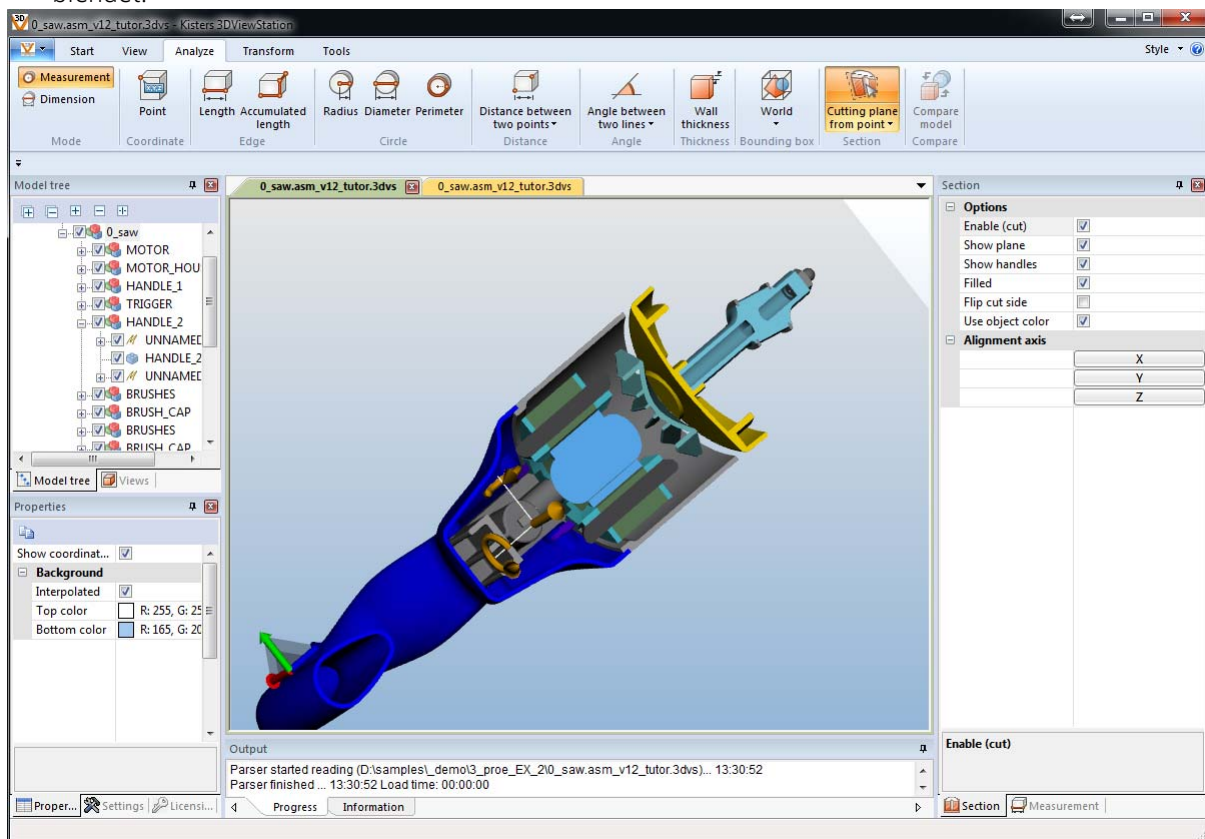 blendet.
0_saw.asm_v12_tutor.3dvs - Kisters 3DViewStation
Start View Analyze Transform Tools Style
Measurement
Dimension
Mode
Point
Coordinate
Length Accumulated length
Edge
Radius Diameter Perimeter
Circle
Distance between two points
Distance
Angle between two lines
Angle
Wall thickness
Thickness
World
Bounding box
Cutting plane from point
Section
Compare model
Compare
Model tree
0_saw
MOTOR
MOTOR_HOU
HANDLE_1
TRIGGER
HANDLE_2
UNNAMED
HANDLE_2
UNNAMED
BRUSHES
BRUSH_CAP
BRUSHES
BRUSH_CAP
Model tree Views
Properties
Show coordinat...
Background
Interpolated
Top color R: 255, G: 25
Bottom color R: 165, G: 20
Proper... Settings Licensi...
0_saw.asm_v12_tutor.3dvs 0_saw.asm_v12_tutor.3dvs
Output
Parser started reading (D:\samples\_demo\3_proe_EX_2\0_saw.asm_v12_tutor.3dvs)... 13:30:52
Parser finished ... 13:30:52 Load time: 00:00:00
Progress Information
Section
Options
Enable (cut)
Show plane
Show handles
Filled
Flip cut side
Use object color
Alignment axis
X
Y
Z
Enable (cut)
Section Measurement